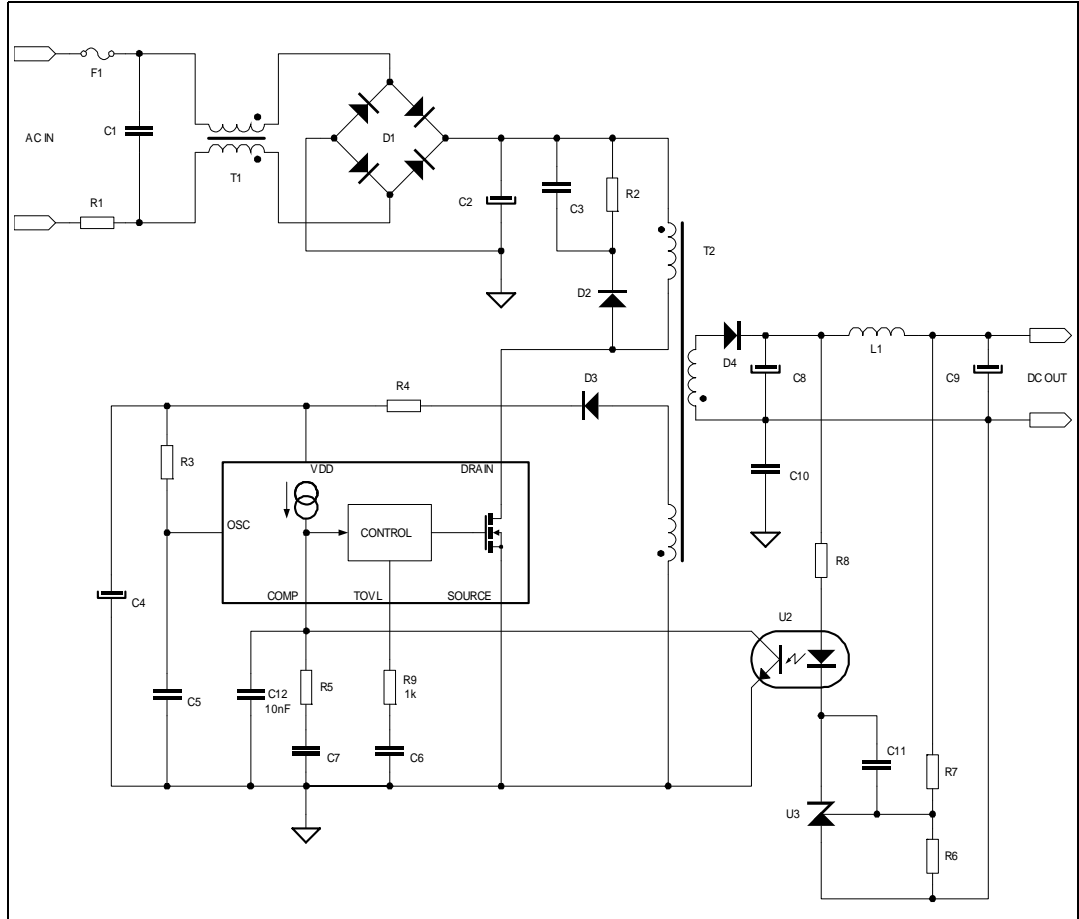 F1
AC IN
C1
T1
R1
D1
C2
C3
R2
T2
D2
D4
C8
L1
C9
DC OUT
C10
R4
D3
R3
VDD
DRAIN
OSC
CONTROL
COMP
TOVL
SOURCE
C4
R8
U2
C5
C12
10nF
R5
R9
1k
C7
C6
C11
R7
U3
R6